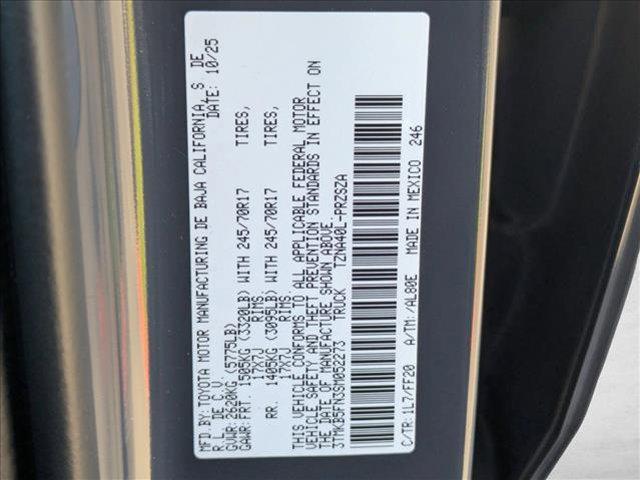 MFD.BY: TOYOTA MOTOR MANUFACTURING DE BAJA CALIFORNIA, S. DE
R.L. DE C.V. DATE: 10/25
GVWR: 2620KG (5775LB)
GAWR: FRT. 1505KG (3320LB) WITH 245/70R17 TIRES,
17X7J RIMS.
RR. 1405KG (3095LB) WITH 245/70R17 TIRES,
17X7J RIMS.
THIS VEHICLE CONFORMS TO ALL APPLICABLE FEDERAL MOTOR
VEHICLE SAFETY AND THEFT PREVENTION STANDARDS IN EFFECT ON
THE DATE OF MANUFACTURE SHOWN ABOVE.
3TMKB5FN3SM052273 TRUCK TZNA40L-PRZSZA
C/TR: 1L7/FF20 A/TM: /AL80E MADE IN MEXICO 246